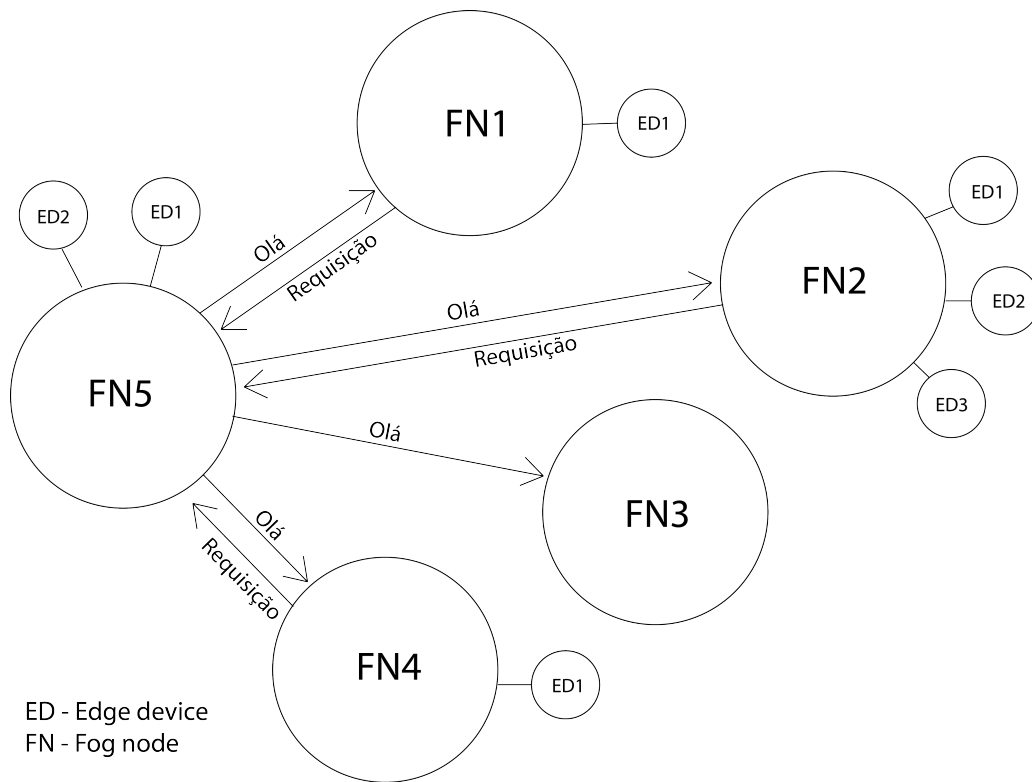 FN1
ED1
ED2
ED1
Olá
Requisição
ED1
FN2
ED2
ED3
Olá
Requisição
FN5
Olá
FN3
Olá
Requisição
FN4
ED1
ED - Edge device
FN - Fog node